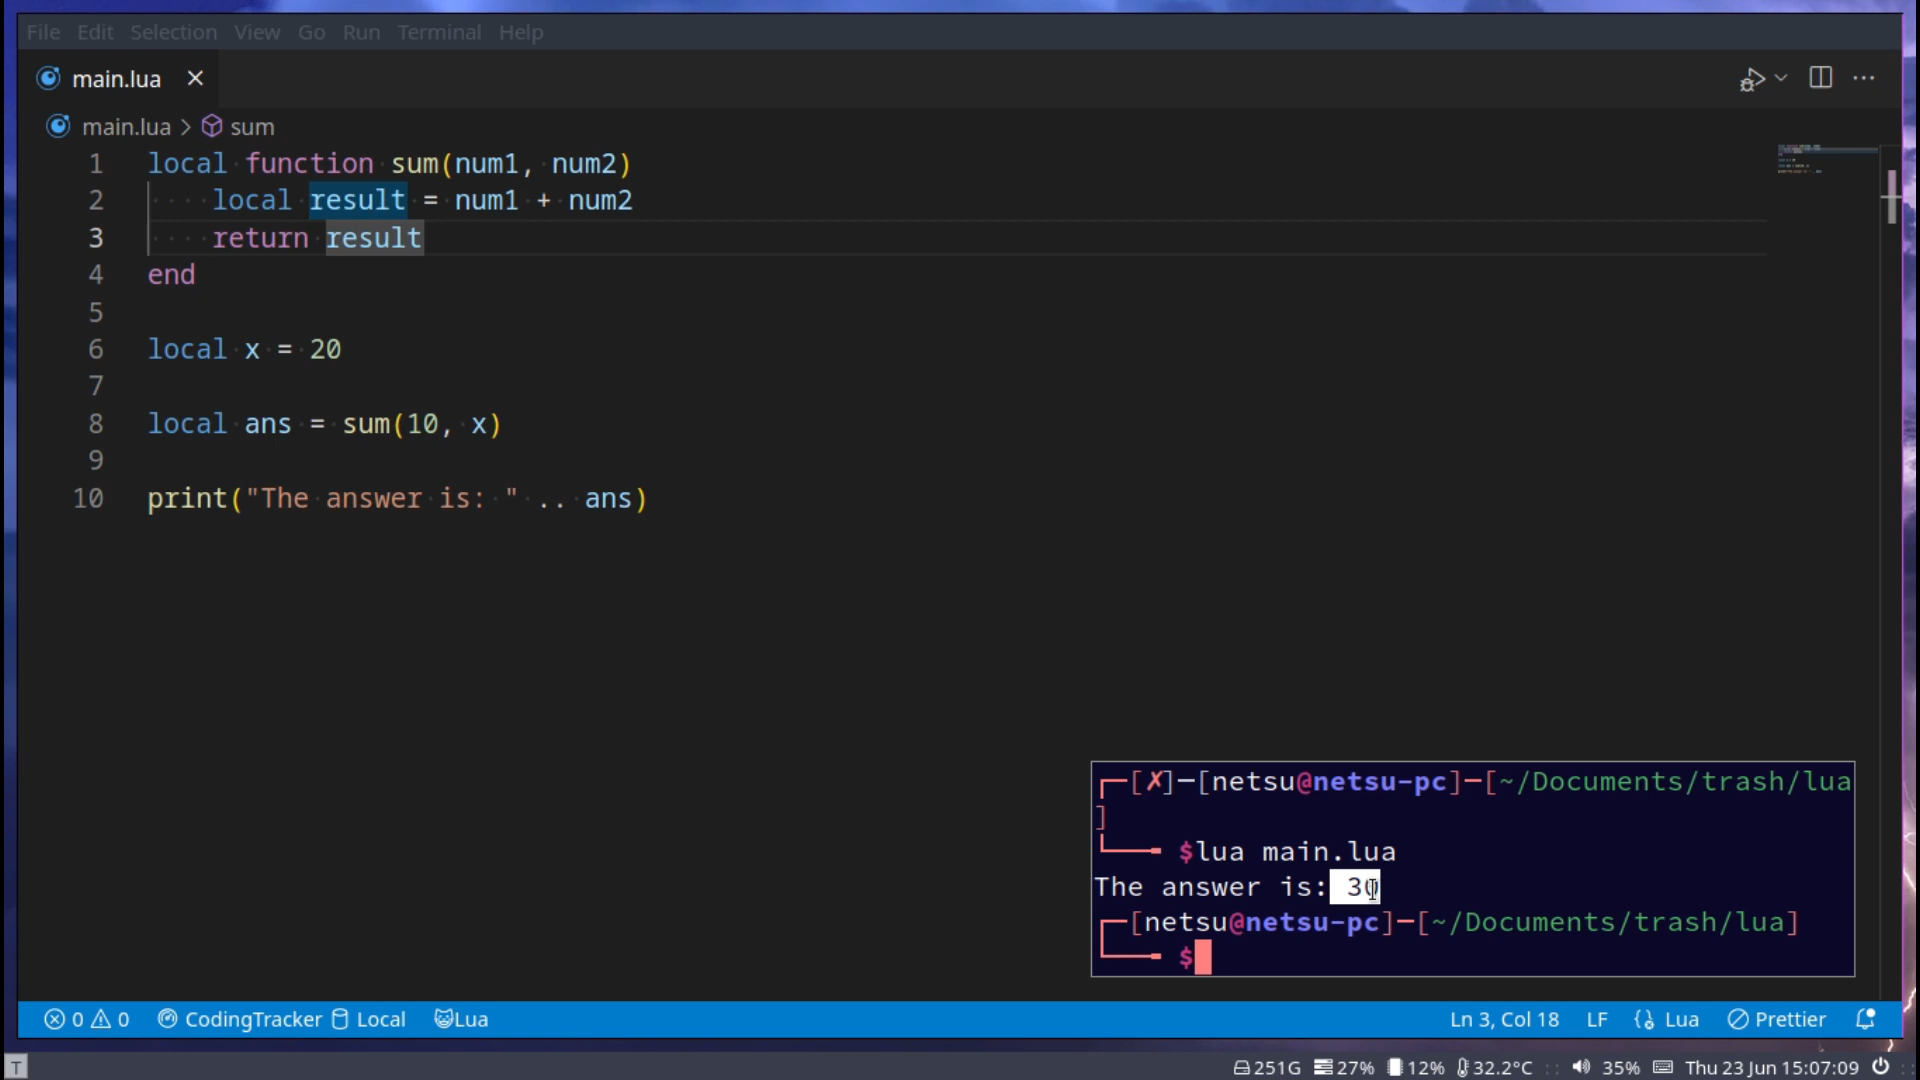 File Edit Selection View Go Run Terminal Help
main.lua
main.lua > sum
1 local function sum(num1, num2)
2     local result = num1 + num2
3     return result
4 end
5
6 local x = 20
7
8 local ans = sum(10, x)
9
10 print("The answer is: " .. ans)
┌─[✗]─[netsu@netsu-pc]─[~/Documents/trash/lua
]
└──╼ $lua main.lua
The answer is: 30
┌─[netsu@netsu-pc]─[~/Documents/trash/lua]
└──╼ $
0 0 CodingTracker Local Lua Ln 3, Col 18 LF Lua Prettier
T 251G 27% 12% 32.2°C :: 35% Thu 23 Jun 15:07:09